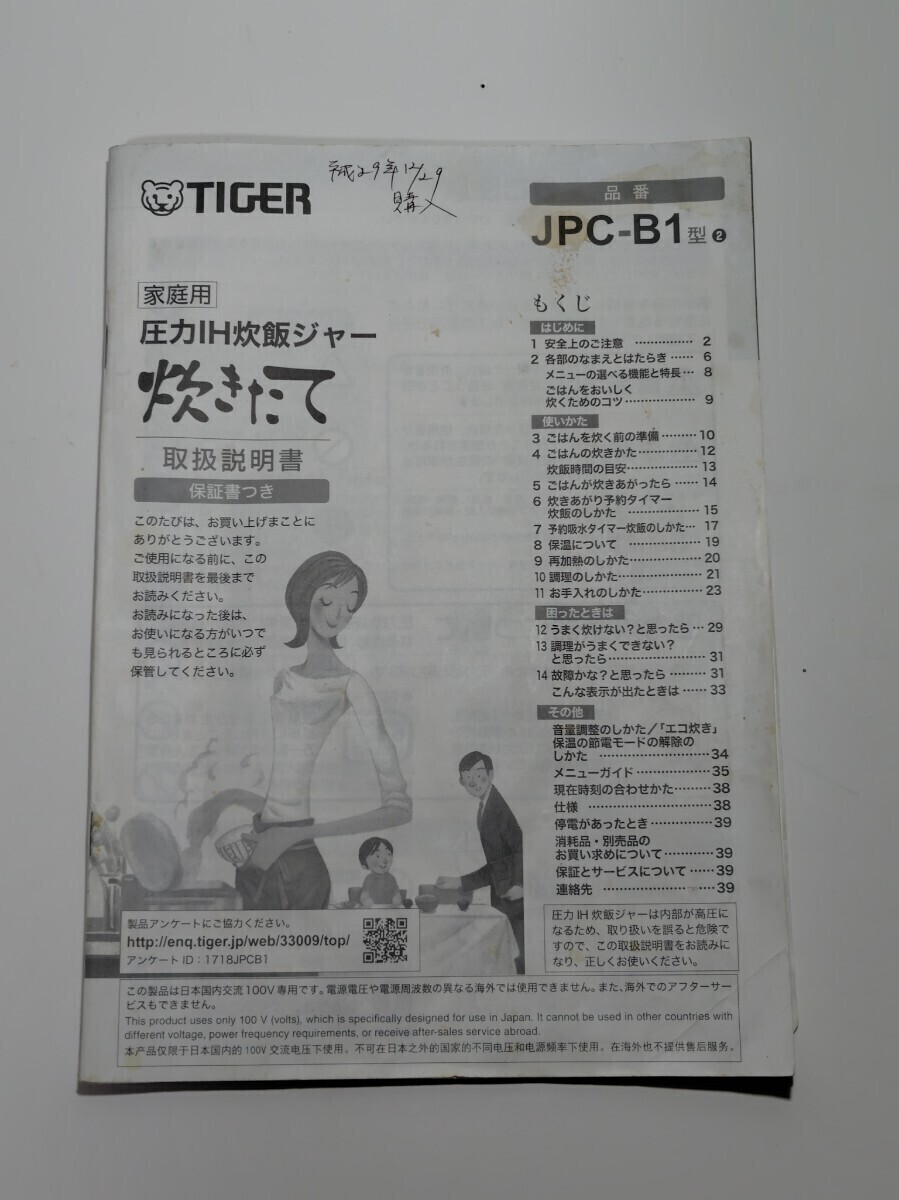 TIGER
平成29年12/29
購入
品番
JPC-B1型❷
家庭用
圧力IH炊飯ジャー
炊きたて
取扱説明書
保証書つき
このたびは、お買い上げまことに
ありがとうございます。
ご使用になる前に、この
取扱説明書を最後まで
お読みください。
お読みになった後は、
お使いになる方がいつで
も見られるところに必ず
保管してください。
もくじ
はじめに
1 安全上のご注意 …………… 2
2 各部のなまえとはたらき …… 6
メニューの選べる機能と特長… 8
ごはんをおいしく
炊くためのコツ……………… 9
使いかた
3 ごはんを炊く前の準備………10
4 ごはんの炊きかた……………12
炊飯時間の目安………………13
5 ごはんが炊きあがったら ……14
6 炊きあがり予約タイマー
炊飯のしかた ………………15
7 予約吸水タイマー炊飯のしかた… 17
8 保温について ………………19
9 再加熱のしかた………………20
10 調理のしかた…………………21
11 お手入れのしかた……………23
困ったときは
12 うまく炊けない？と思ったら …29
13 調理がうまくできない？
と思ったら……………………31
14 故障かな？と思ったら ………31
こんな表示が出たときは ……33
その他
音量調整のしかた／「エコ炊き」
保温の節電モードの解除の
しかた ………………………34
メニューガイド………………35
現在時刻の合わせかた………38
仕様 …………………………38
停電があったとき……………39
消耗品・別売品の
お買い求めについて…………39
保証とサービスについて ……39
連絡先 ………………………39
圧力IH炊飯ジャーは内部が高圧に
なるため、取り扱いを誤ると危険で
すので、この取扱説明書をお読みに
なり、正しくお使いください。
製品アンケートにご協力ください。
http://enq.tiger.jp/web/33009/top/
アンケートID：1718JPCB1
この製品は日本国内交流100V専用です。電源電圧や電源周波数の異なる海外では使用できません。また、海外でのアフターサー
ビスもできません。
This product uses only 100 V (volts), which is specifically designed for use in Japan. It cannot be used in other countries with
different voltage, power frequency requirements, or receive after-sales service abroad.
本产品仅限于日本国内的100V交流电压下使用。不可在日本之外的国家的不同电压和电源频率下使用。在海外也不提供售后服务。